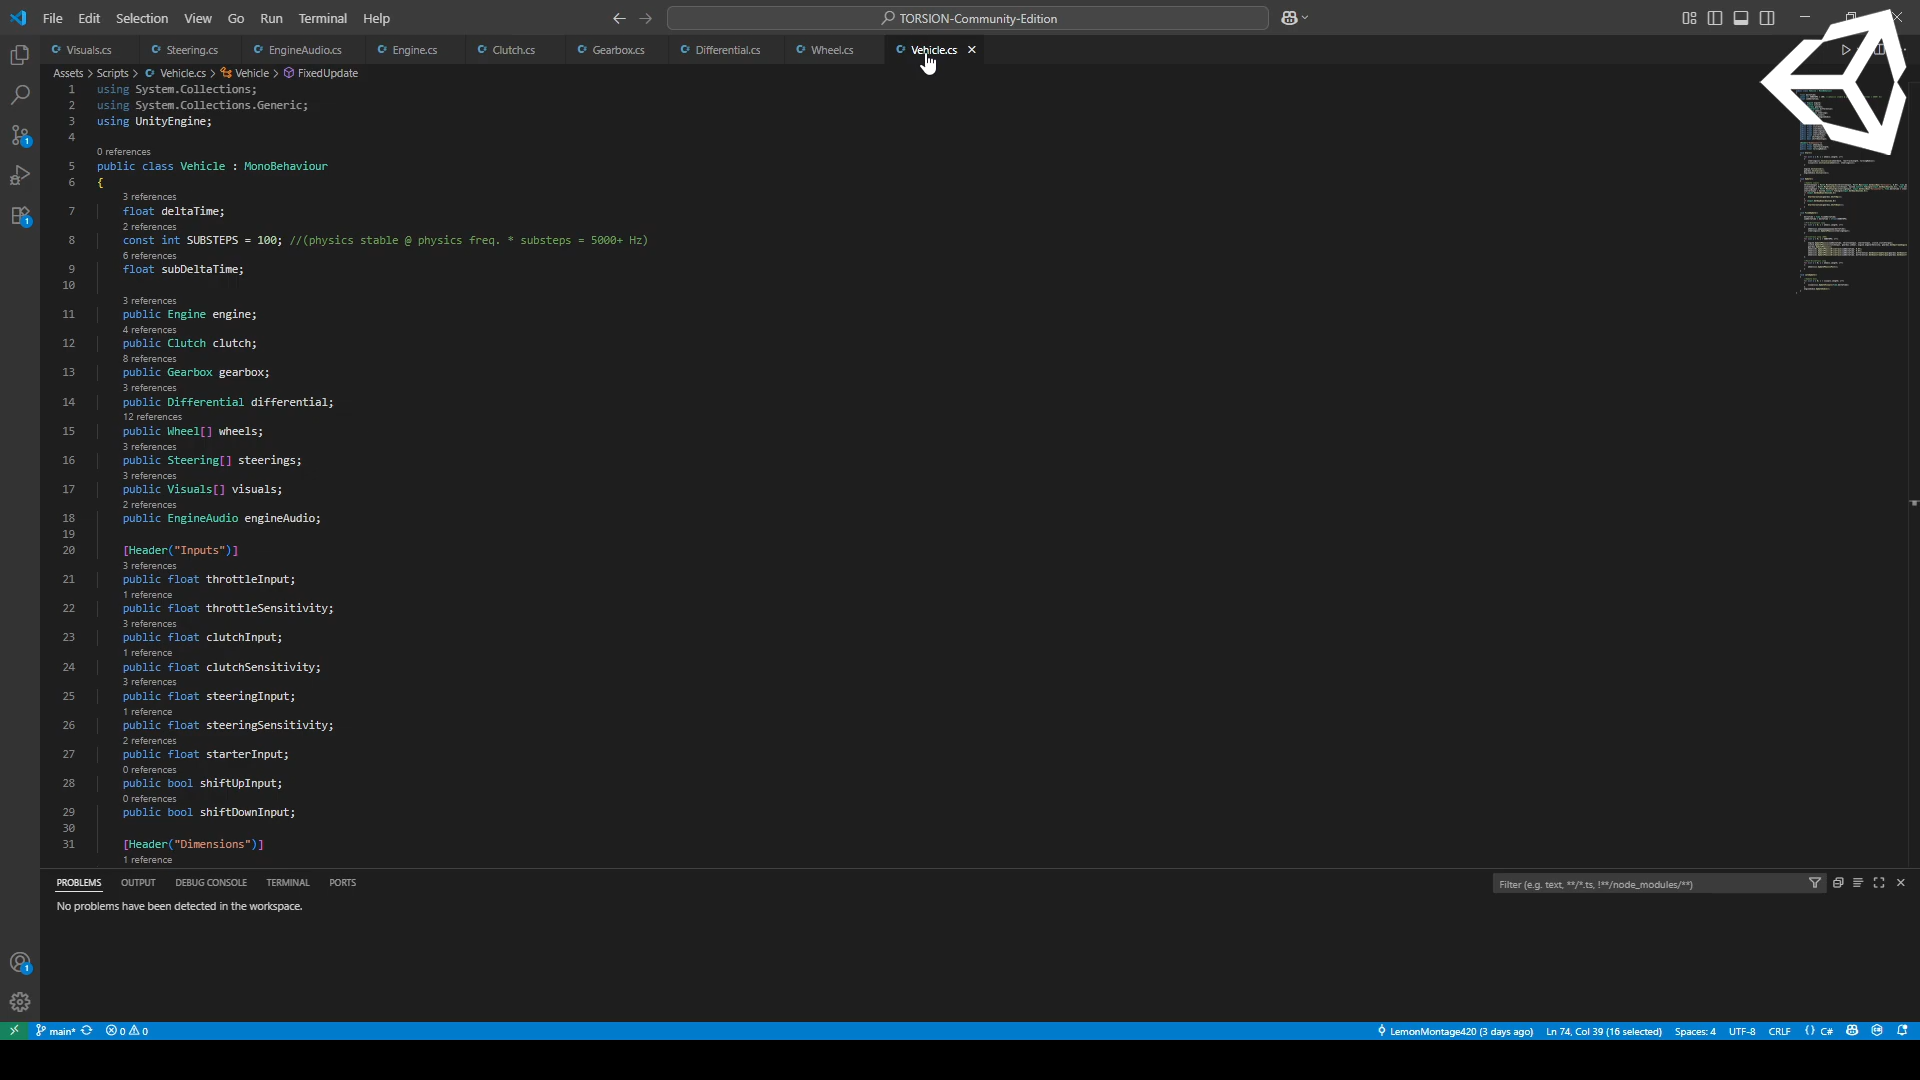 File Edit Selection View Go Run Terminal Help
TORSION-Community-Edition
Visuals.cs Steering.cs EngineAudio.cs Engine.cs Clutch.cs Gearbox.cs Differential.cs Wheel.cs Vehicle.cs
Assets > Scripts > Vehicle.cs > Vehicle > FixedUpdate
1 using System.Collections;
2 using System.Collections.Generic;
3 using UnityEngine;
4
0 references
5 public class Vehicle : MonoBehaviour
6 {
3 references
7 float deltaTime;
2 references
8 const int SUBSTEPS = 100; //(physics stable @ physics freq. * substeps = 5000+ Hz)
6 references
9 float subDeltaTime;
10
3 references
11 public Engine engine;
4 references
12 public Clutch clutch;
8 references
13 public Gearbox gearbox;
3 references
14 public Differential differential;
12 references
15 public Wheel[] wheels;
3 references
16 public Steering[] steerings;
3 references
17 public Visuals[] visuals;
2 references
18 public EngineAudio engineAudio;
19
20 [Header("Inputs")]
3 references
21 public float throttleInput;
1 reference
22 public float throttleSensitivity;
3 references
23 public float clutchInput;
1 reference
24 public float clutchSensitivity;
3 references
25 public float steeringInput;
1 reference
26 public float steeringSensitivity;
2 references
27 public float starterInput;
0 references
28 public bool shiftUpInput;
0 references
29 public bool shiftDownInput;
30
31 [Header("Dimensions")]
1 reference
PROBLEMS OUTPUT DEBUG CONSOLE TERMINAL PORTS
Filter (e.g. text, **/*.ts, !**/node_modules/**)
No problems have been detected in the workspace.
main* 0 0
LemonMontage420 (3 days ago) Ln 74, Col 39 (16 selected) Spaces: 4 UTF-8 CRLF {} C#